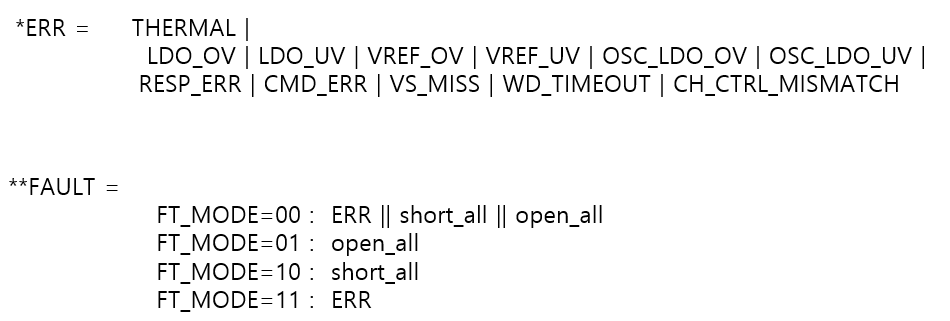 *ERR = THERMAL |
LDO_OV | LDO_UV | VREF_OV | VREF_UV | OSC_LDO_OV | OSC_LDO_UV |
RESP_ERR | CMD_ERR | VS_MISS | WD_TIMEOUT | CH_CTRL_MISMATCH
**FAULT =
FT_MODE=00 : ERR || short_all || open_all
FT_MODE=01 : open_all
FT_MODE=10 : short_all
FT_MODE=11 : ERR